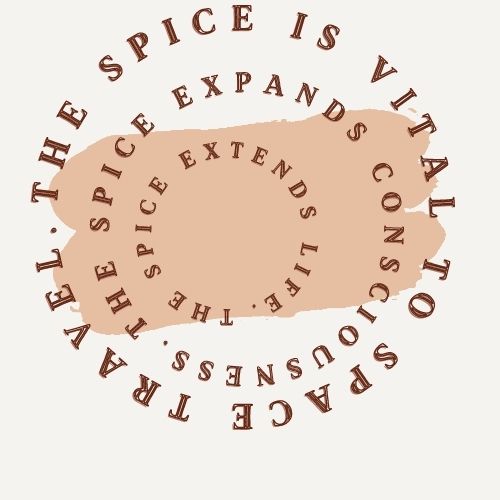 THE SPICE IS VITAL TO SPACE TRAVEL.
THE SPICE EXPANDS CONSCIOUSNESS.
THE SPICE EXTENDS LIFE.